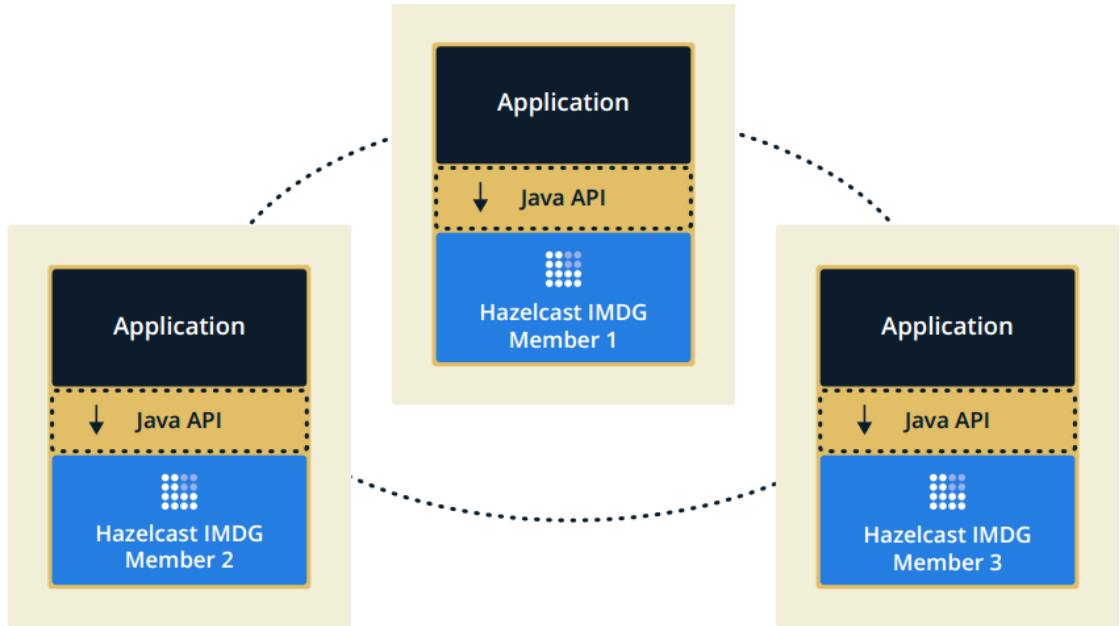 Application
Java API
Hazelcast IMDG
Member 1
Application
Java API
Hazelcast IMDG
Member 2
Application
Java API
Hazelcast IMDG
Member 3